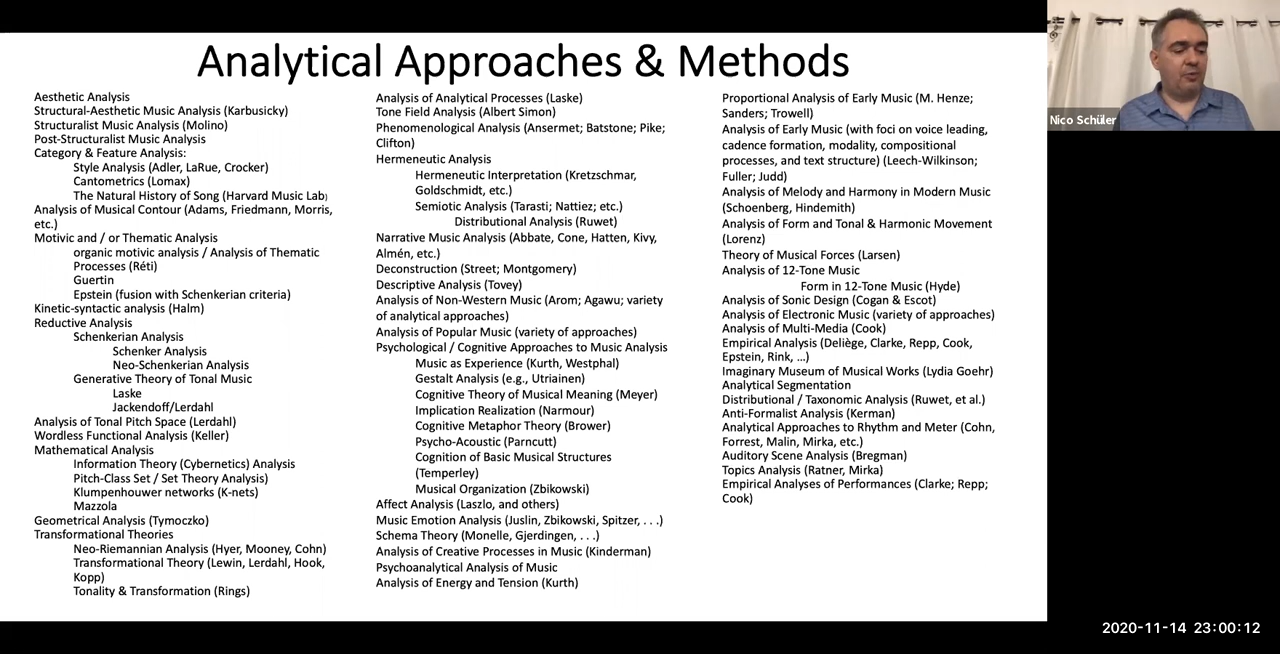 Analytical Approaches & Methods
Aesthetic Analysis
Structural-Aesthetic Music Analysis (Karbusicky)
Structuralist Music Analysis (Molino)
Post-Structuralist Music Analysis
Category & Feature Analysis:
Style Analysis (Adler, LaRue, Crocker)
Cantometrics (Lomax)
The Natural History of Song (Harvard Music Lab)
Analysis of Musical Contour (Adams, Friedmann, Morris,
etc.)
Motivic and / or Thematic Analysis
organic motivic analysis / Analysis of Thematic
Processes (Réti)
Guertin
Epstein (fusion with Schenkerian criteria)
Kinetic-syntactic analysis (Halm)
Reductive Analysis
Schenkerian Analysis
Schenker Analysis
Neo-Schenkerian Analysis
Generative Theory of Tonal Music
Laske
Jackendoff/Lerdahl
Analysis of Tonal Pitch Space (Lerdahl)
Wordless Functional Analysis (Keller)
Mathematical Analysis
Information Theory (Cybernetics) Analysis
Pitch-Class Set / Set Theory Analysis)
Klumpenhouwer networks (K-nets)
Mazzola
Geometrical Analysis (Tymoczko)
Transformational Theories
Neo-Riemannian Analysis (Hyer, Mooney, Cohn)
Transformational Theory (Lewin, Lerdahl, Hook,
Kopp)
Tonality & Transformation (Rings)
Analysis of Analytical Processes (Laske)
Tone Field Analysis (Albert Simon)
Phenomenological Analysis (Ansermet; Batstone; Pike;
Clifton)
Hermeneutic Analysis
Hermeneutic Interpretation (Kretzschmar,
Goldschmidt, etc.)
Semiotic Analysis (Tarasti; Nattiez; etc.)
Distributional Analysis (Ruwet)
Narrative Music Analysis (Abbate, Cone, Hatten, Kivy,
Almén, etc.)
Deconstruction (Street; Montgomery)
Descriptive Analysis (Tovey)
Analysis of Non-Western Music (Arom; Agawu; variety
of analytical approaches)
Analysis of Popular Music (variety of approaches)
Psychological / Cognitive Approaches to Music Analysis
Music as Experience (Kurth, Westphal)
Gestalt Analysis (e.g., Utriainen)
Cognitive Theory of Musical Meaning (Meyer)
Implication Realization (Narmour)
Cognitive Metaphor Theory (Brower)
Psycho-Acoustic (Parncutt)
Cognition of Basic Musical Structures
(Temperley)
Musical Organization (Zbikowski)
Affect Analysis (Laszlo, and others)
Music Emotion Analysis (Juslin, Zbikowski, Spitzer, . . .)
Schema Theory (Monelle, Gjerdingen, . . .)
Analysis of Creative Processes in Music (Kinderman)
Psychoanalytical Analysis of Music
Analysis of Energy and Tension (Kurth)
Proportional Analysis of Early Music (M. Henze;
Sanders; Trowell)
Analysis of Early Music (with foci on voice leading,
cadence formation, modality, compositional
processes, and text structure) (Leech-Wilkinson;
Fuller; Judd)
Analysis of Melody and Harmony in Modern Music
(Schoenberg, Hindemith)
Analysis of Form and Tonal & Harmonic Movement
(Lorenz)
Theory of Musical Forces (Larsen)
Analysis of 12-Tone Music
Form in 12-Tone Music (Hyde)
Analysis of Sonic Design (Cogan & Escot)
Analysis of Electronic Music (variety of approaches)
Analysis of Multi-Media (Cook)
Empirical Analysis (Deliège, Clarke, Repp, Cook,
Epstein, Rink, ...)
Imaginary Museum of Musical Works (Lydia Goehr)
Analytical Segmentation
Distributional / Taxonomic Analysis (Ruwet, et al.)
Anti-Formalist Analysis (Kerman)
Analytical Approaches to Rhythm and Meter (Cohn,
Forrest, Malin, Mirka, etc.)
Auditory Scene Analysis (Bregman)
Topics Analysis (Ratner, Mirka)
Empirical Analyses of Performances (Clarke; Repp;
Cook)
Nico Schüler
2020-11-14 23:00:12